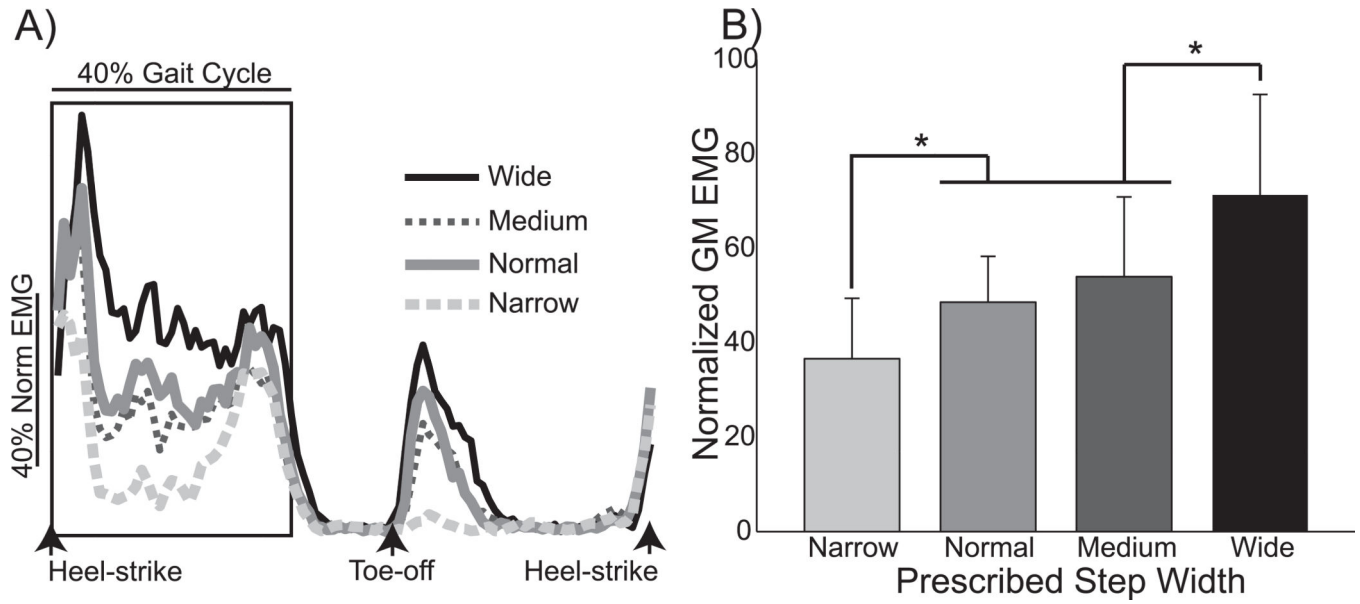 A)
40% Gait Cycle
40% Norm EMG
Wide
Medium
Normal
Narrow
Heel-strike
Toe-off
Heel-strike
B)
Normalized GM EMG
100
80
60
40
20
0
*
*
Narrow
Normal
Medium
Wide
Prescribed Step Width